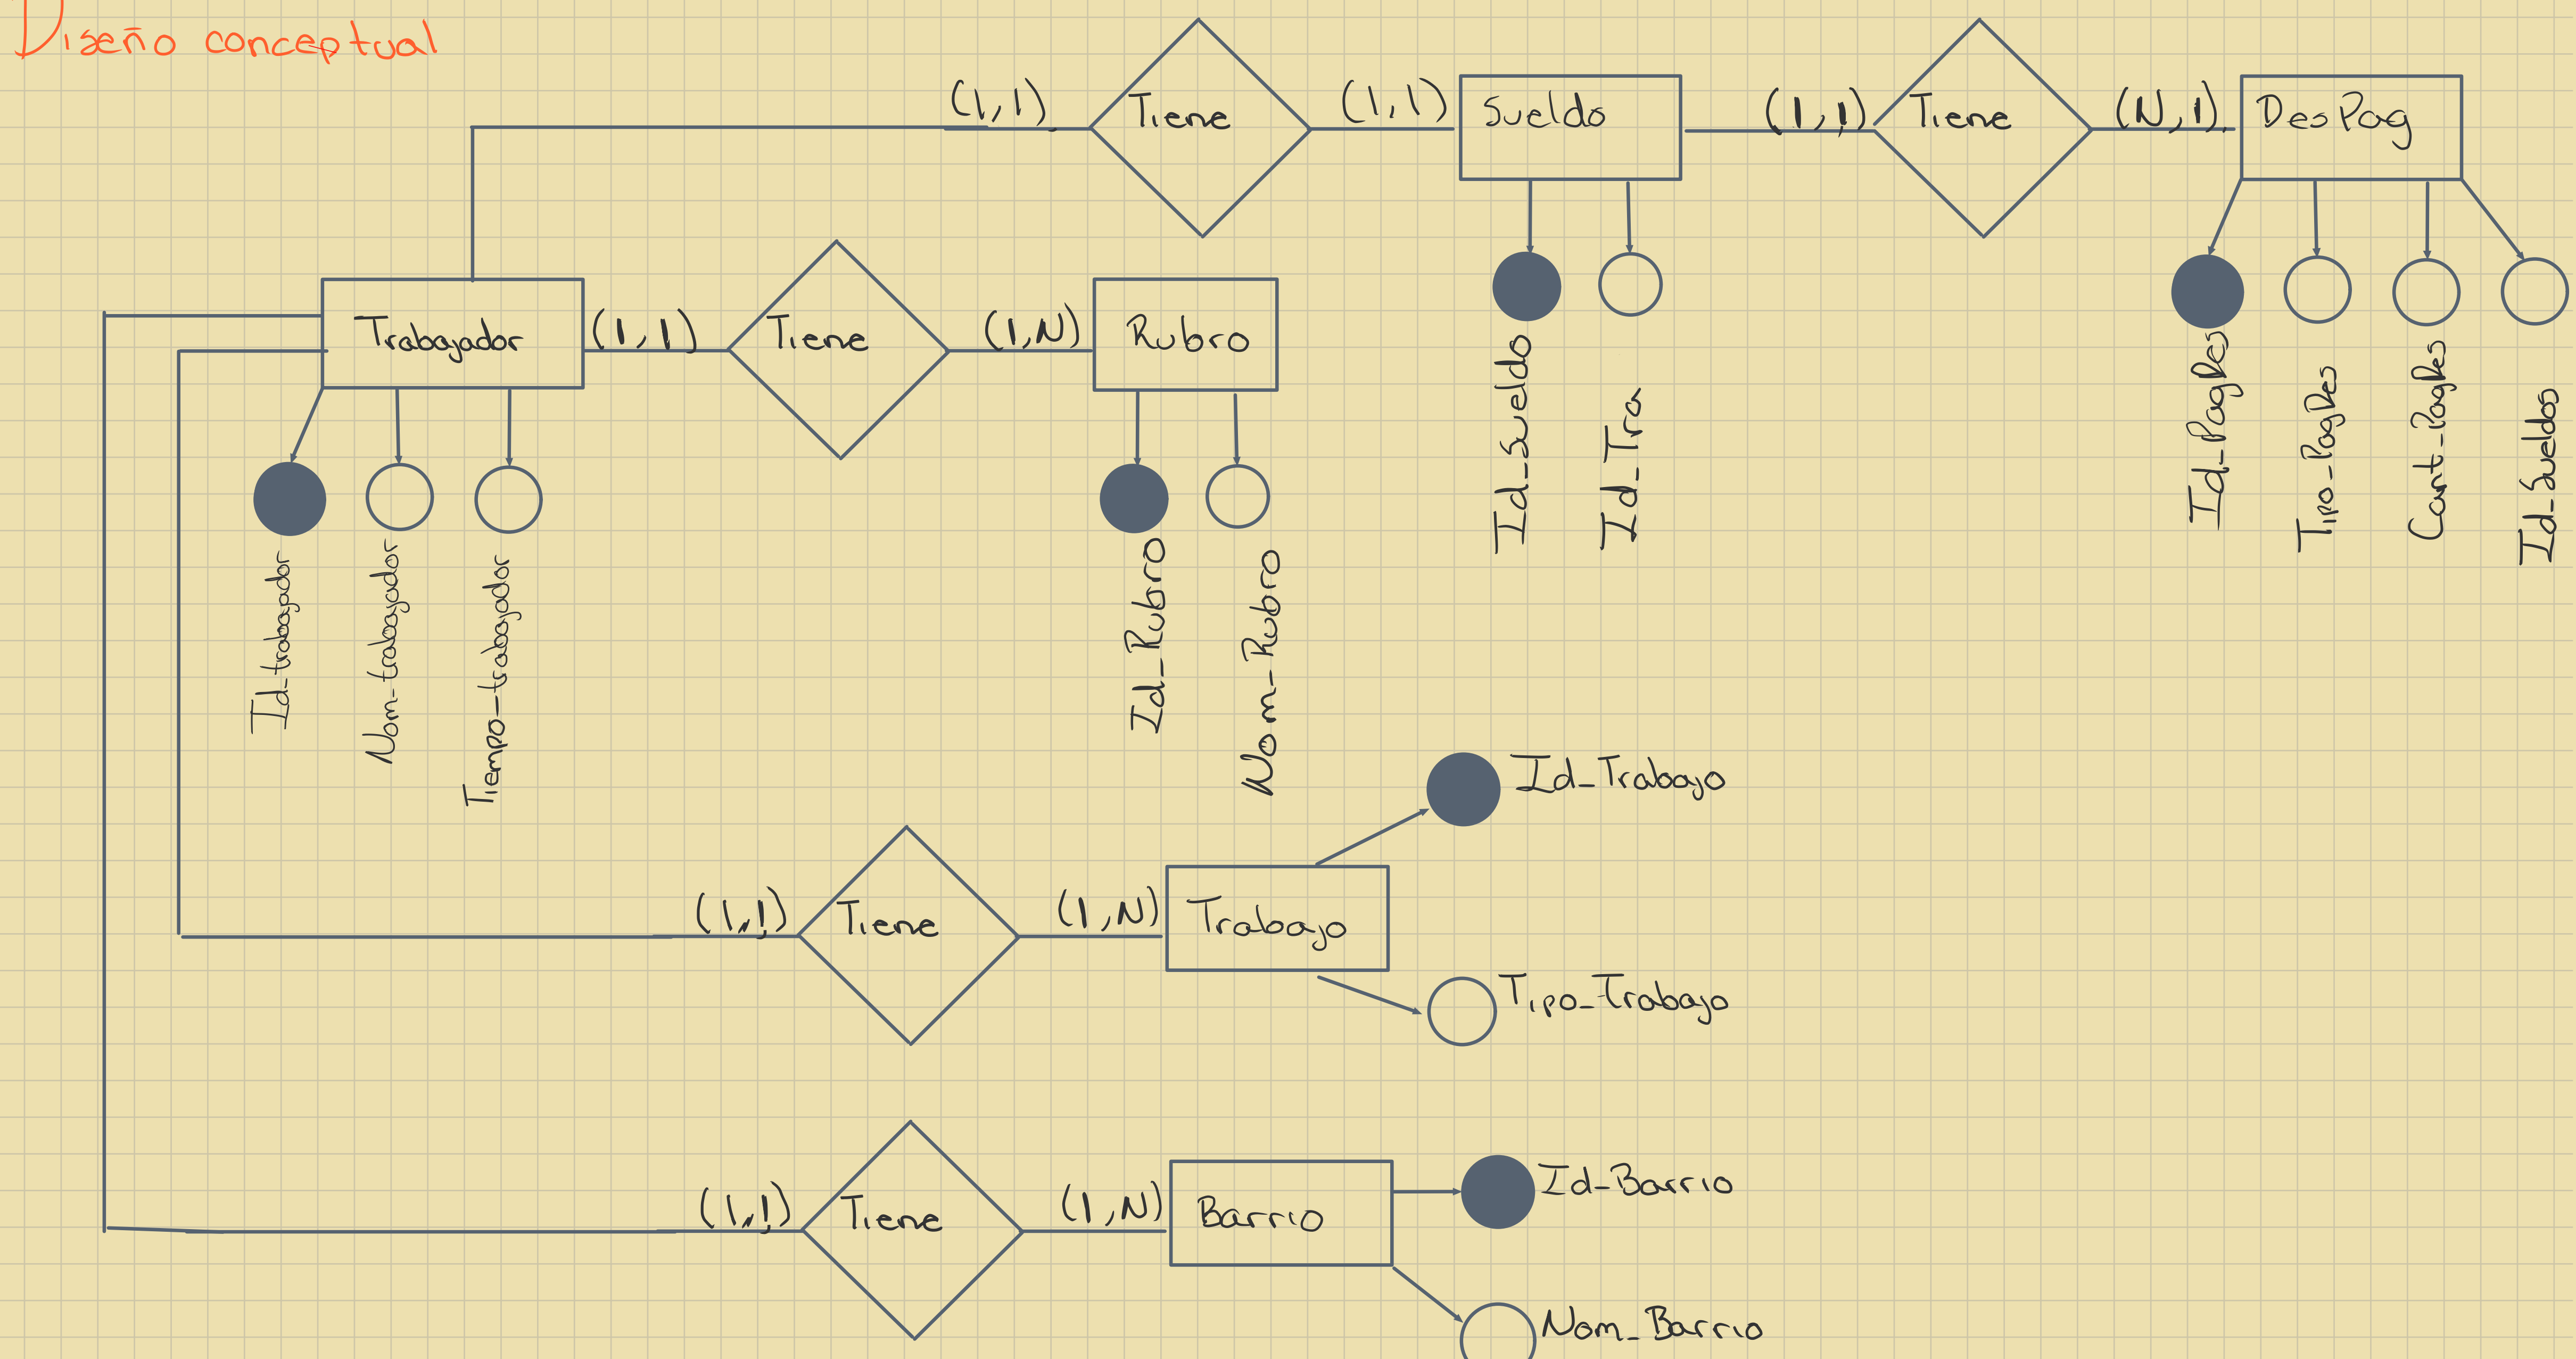 Diseño conceptual
(1,1)
Tiene
(1,1)
Sueldo
(1,1)
Tiene
(N,1)
DesPag
Id_Sueldo
Id_Tra
Id_PagDes
Tipo_PagDes
Cant_PagDes
Id_Sueldos
Trabajador
(1,1)
Tiene
(1,N)
Rubro
Id_trabajador
Nom_trabajador
Tiempo_trabajador
Id_Rubro
Nom_Rubro
(1,1)
Tiene
(1,N)
Trabajo
Id_Trabajo
Tipo_Trabajo
(1,1)
Tiene
(1,N)
Barrio
Id_Barrio
Nom_Barrio